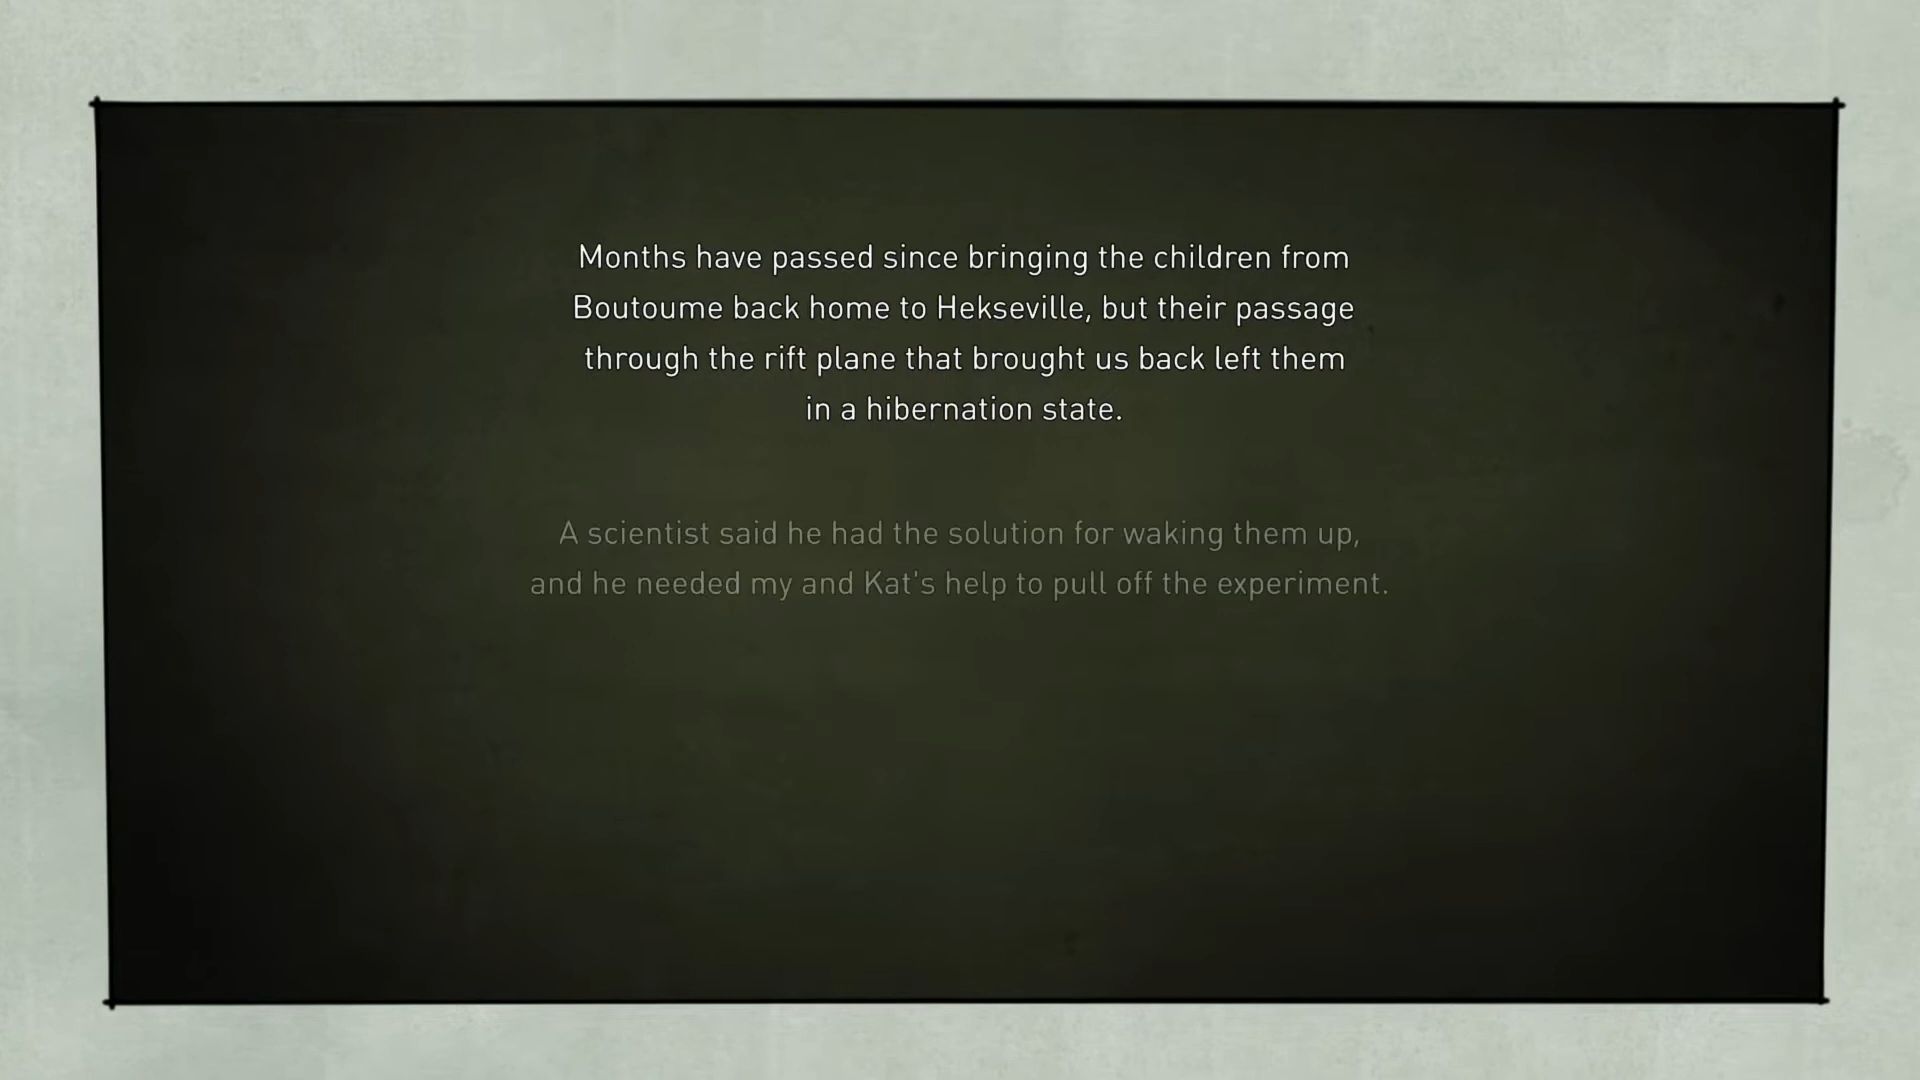 Months have passed since bringing the children from
Boutoume back home to Hekseville, but their passage
through the rift plane that brought us back left them
in a hibernation state.
A scientist said he had the solution for waking them up,
and he needed my and Kat's help to pull off the experiment.